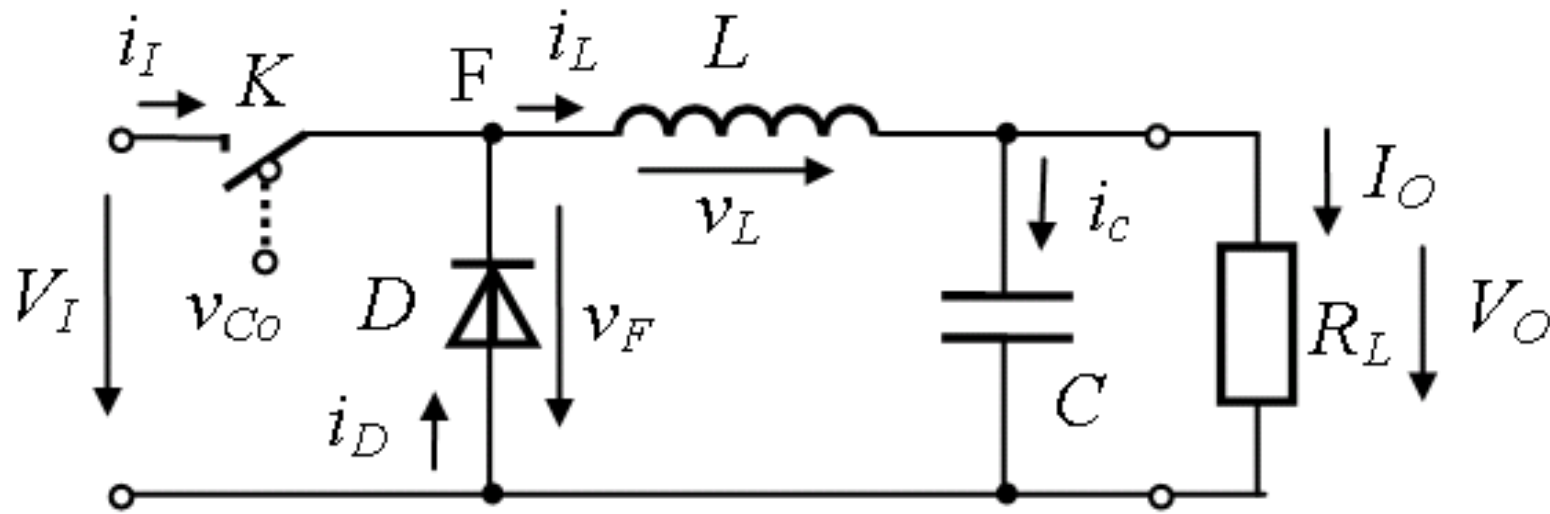 i_I
K
F
i_L
L
v_L
i_c
I_O
V_I
v_Co
D
v_F
R_L
V_O
i_D
C